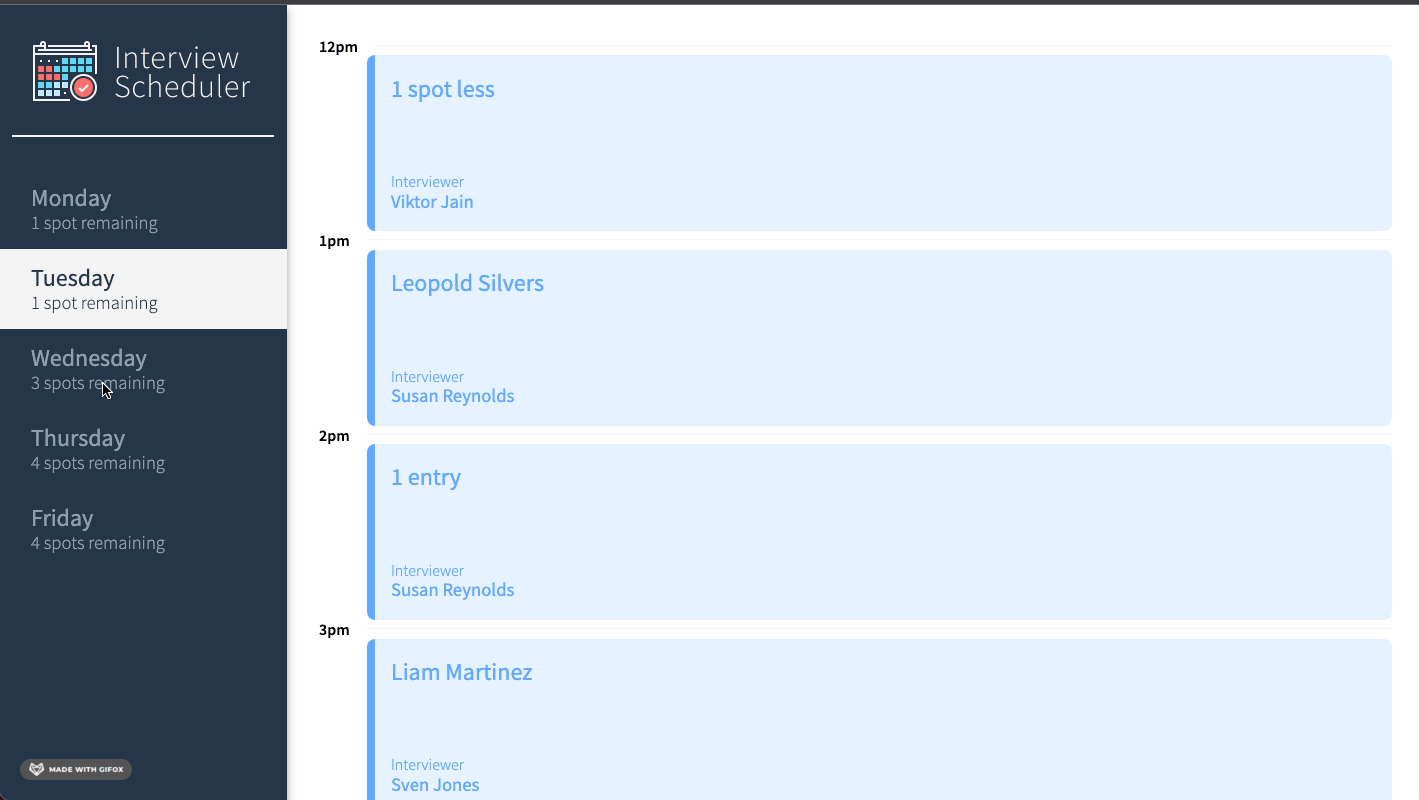 Interview
Scheduler
Monday
1 spot remaining
Tuesday
1 spot remaining
Wednesday
3 spots remaining
Thursday
4 spots remaining
Friday
4 spots remaining
MADE WITH GIFOX
12pm
1 spot less
Interviewer
Viktor Jain
1pm
Leopold Silvers
Interviewer
Susan Reynolds
2pm
1 entry
Interviewer
Susan Reynolds
3pm
Liam Martinez
Interviewer
Sven Jones